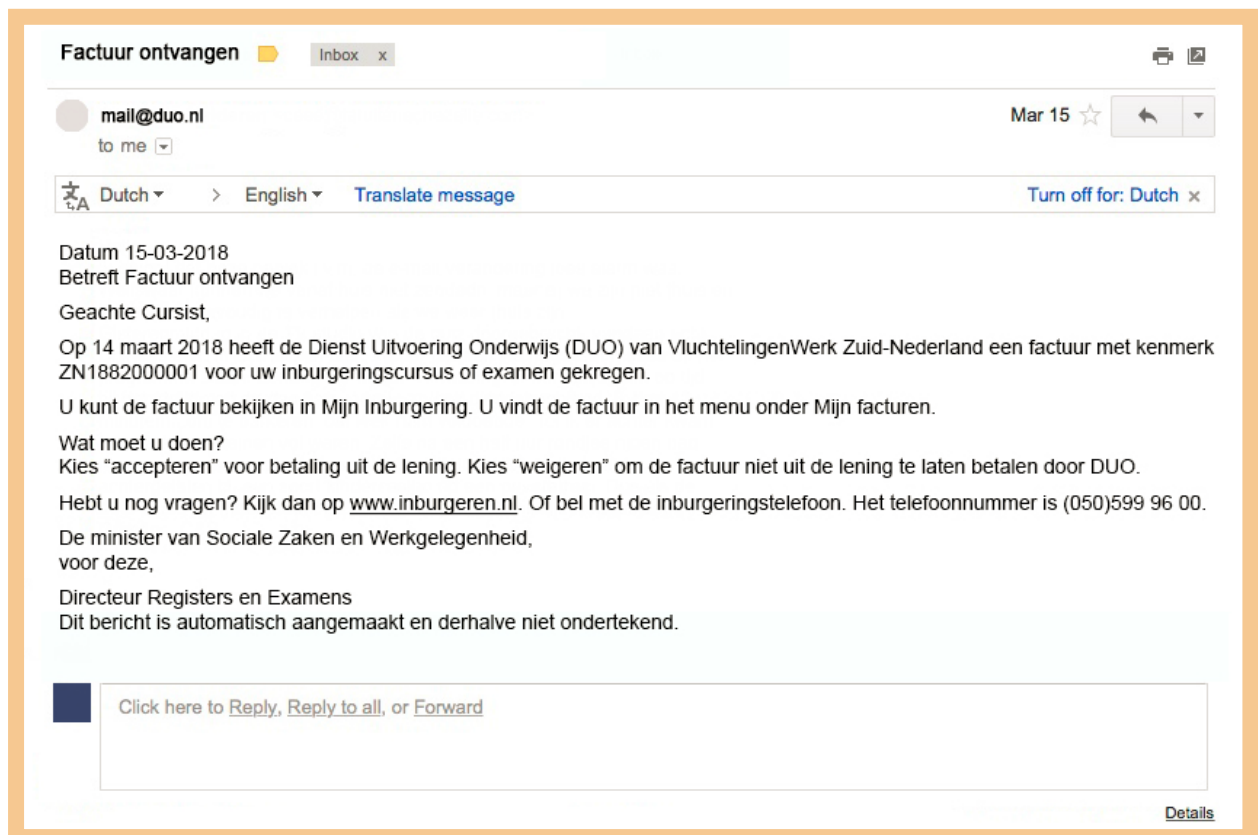 Factuur ontvangen Inbox x
mail@duo.nl Mar 15
to me
Dutch > English Translate message Turn off for: Dutch x
Datum 15-03-2018
Betreft Factuur ontvangen
Geachte Cursist,
Op 14 maart 2018 heeft de Dienst Uitvoering Onderwijs (DUO) van VluchtelingenWerk Zuid-Nederland een factuur met kenmerk
ZN1882000001 voor uw inburgeringscursus of examen gekregen.
U kunt de factuur bekijken in Mijn Inburgering. U vindt de factuur in het menu onder Mijn facturen.
Wat moet u doen?
Kies “accepteren” voor betaling uit de lening. Kies “weigeren” om de factuur niet uit de lening te laten betalen door DUO.
Hebt u nog vragen? Kijk dan op www.inburgeren.nl. Of bel met de inburgeringstelefoon. Het telefoonnummer is (050)599 96 00.
De minister van Sociale Zaken en Werkgelegenheid,
voor deze,
Directeur Registers en Examens
Dit bericht is automatisch aangemaakt en derhalve niet ondertekend.
Click here to Reply, Reply to all, or Forward
Details